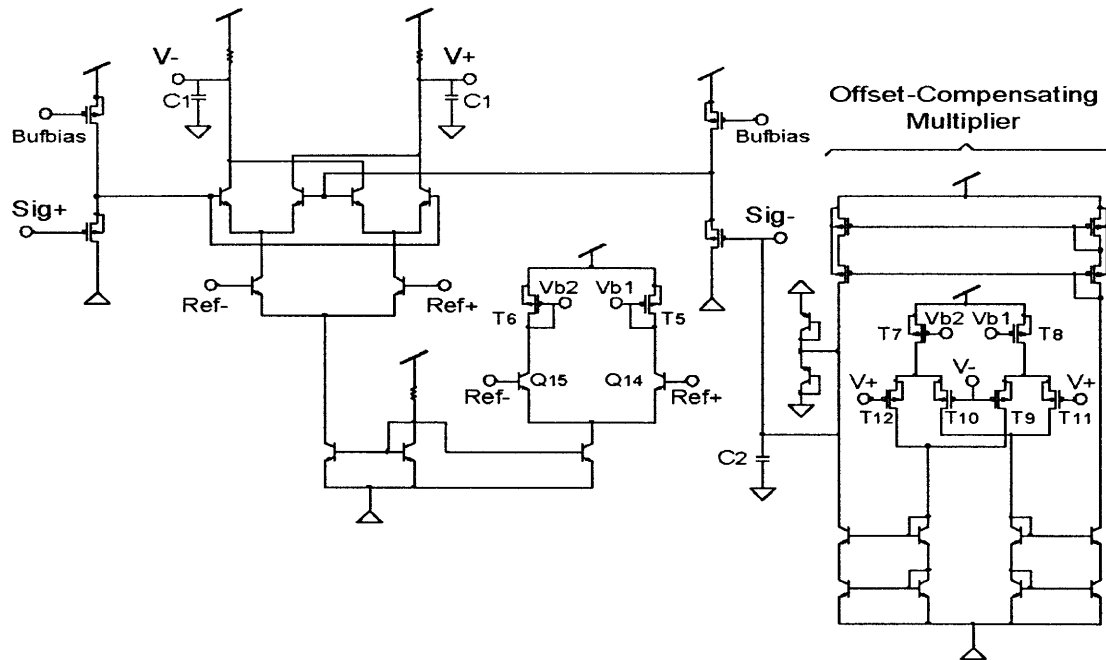 V-
V+
C1
C1
Offset-Compensating
Multiplier
Bufbias
Bufbias
Sig+
Sig-
Ref-
Ref+
Vb2
Vb1
T6
T5
Vb2
Vb1
T7
T8
Ref-
Q15
Q14
Ref+
V+
V-
V+
T12
T10
T9
T11
C2